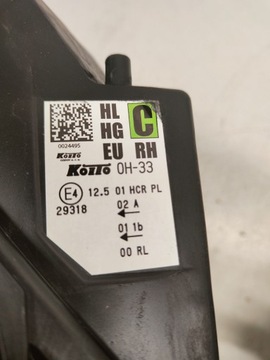 HL
HG
EU
C
RH
0024495
KOITO
KOITO OH-33
E4 12.5 01 HCR PL
29318 02 A
01 1b
00 RL